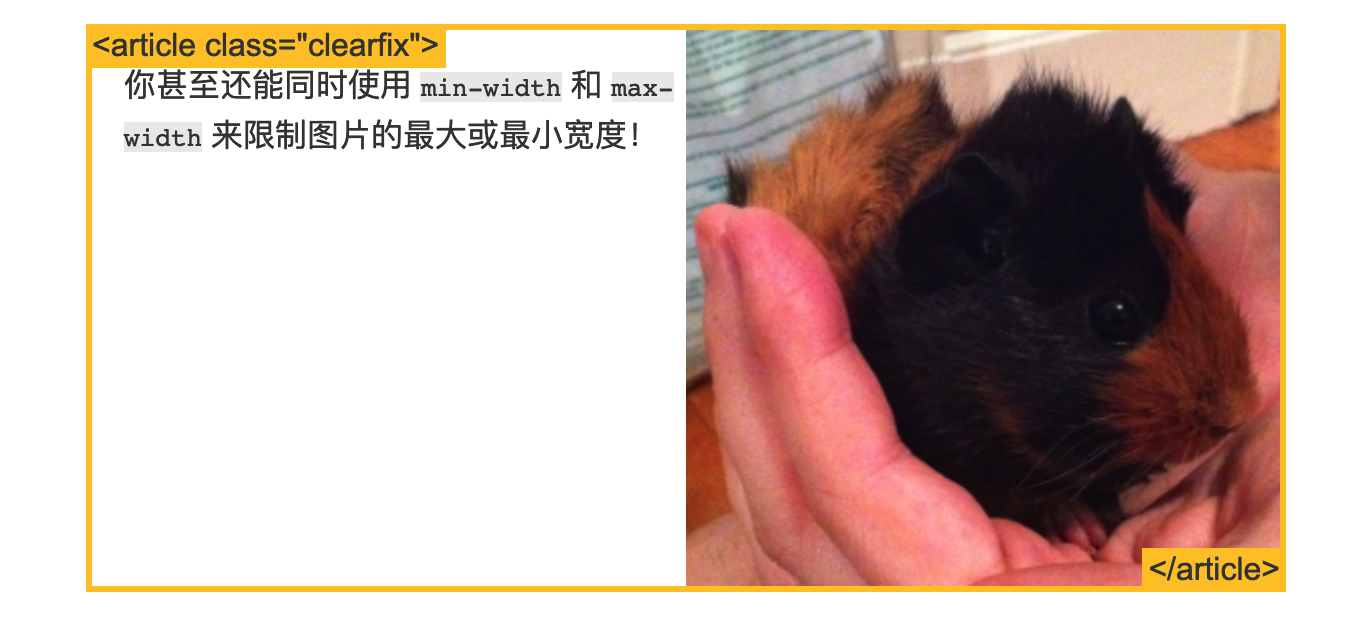 <article class="clearfix">
你甚至还能同时使用 min-width 和 max-
width 来限制图片的最大或最小宽度！
</article>